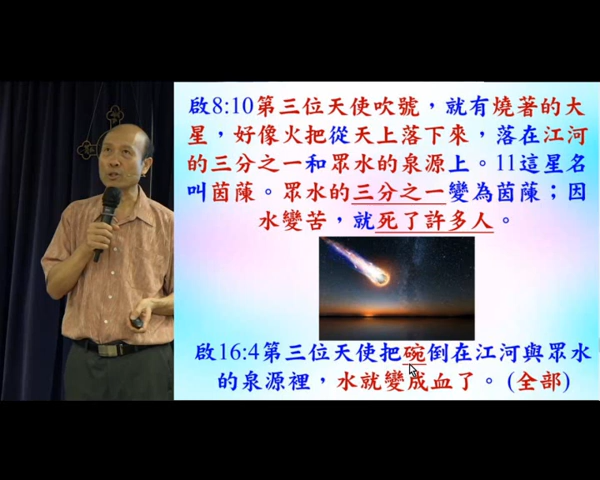 啟8:10第三位天使吹號，就有燒著的大
星，好像火把從天上落下來，落在江河
的三分之一和眾水的泉源上。11這星名
叫茵蔯。眾水的三分之一變為茵蔯；因
水變苦，就死了許多人。
啟16:4第三位天使把碗倒在江河與眾水
的泉源裡，水就變成血了。(全部)